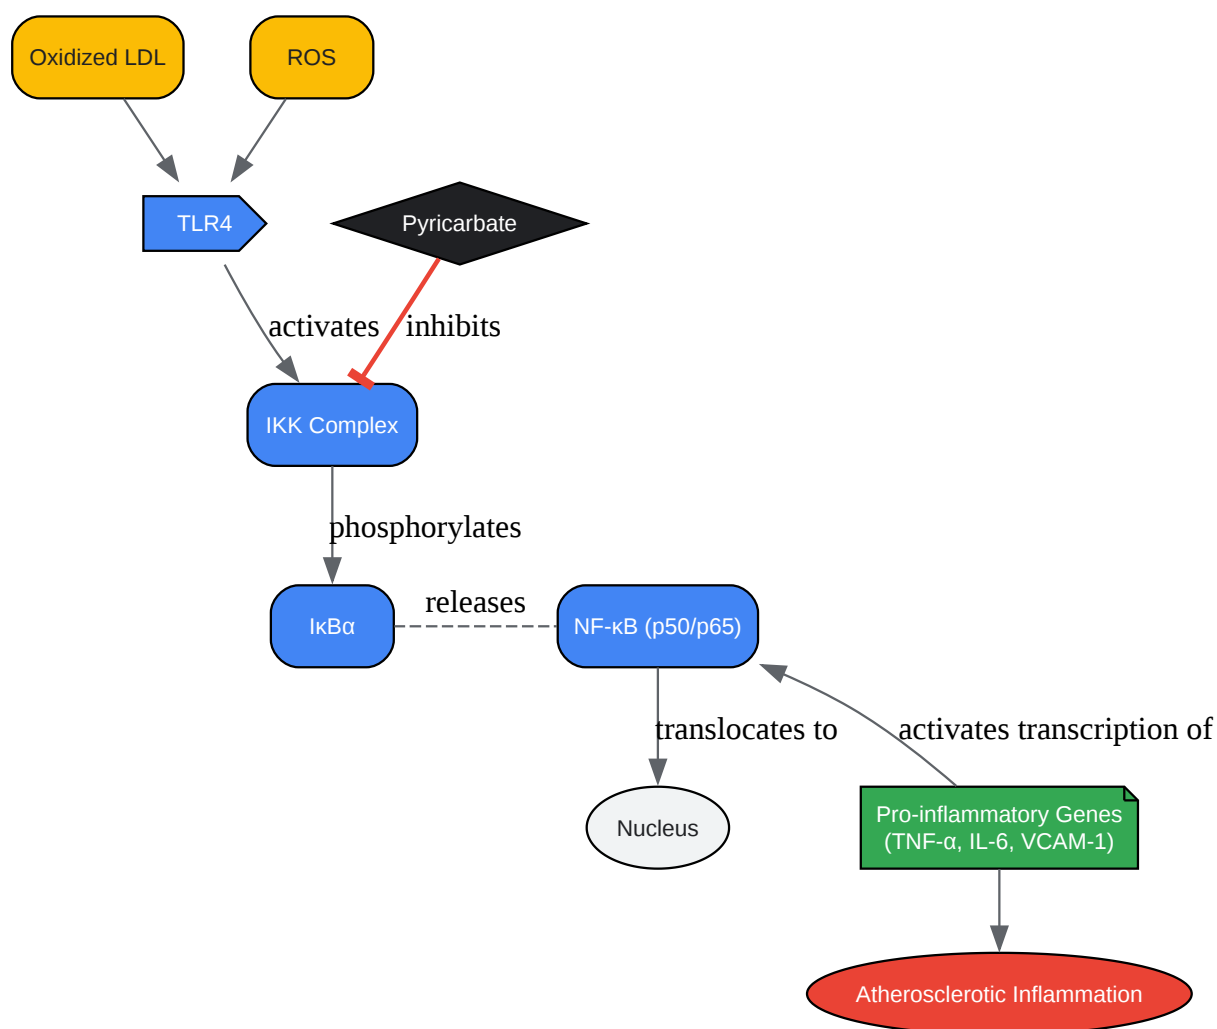 Oxidized LDL
ROS
TLR4
Pyricarbate
activates
inhibits
IKK Complex
phosphorylates
IκBα
releases
NF-κB (p50/p65)
translocates to
activates transcription of
Nucleus
Pro-inflammatory Genes
(TNF-α, IL-6, VCAM-1)
Atherosclerotic Inflammation